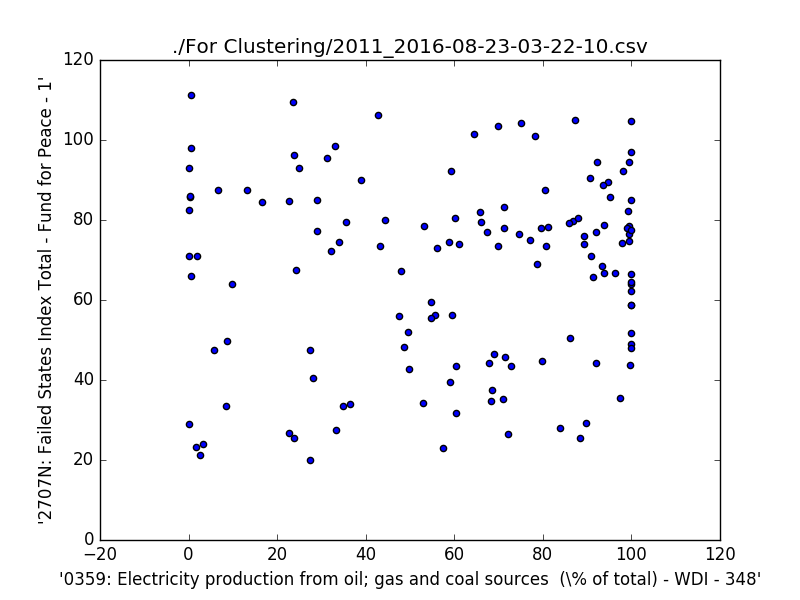 ./For Clustering/2011_2016-08-23-03-22-10.csv
'2707N: Failed States Index Total - Fund for Peace - 1'
120
100
80
60
40
20
0
−20 0 20 40 60 80 100 120
'0359: Electricity production from oil; gas and coal sources  (\% of total) - WDI - 348'